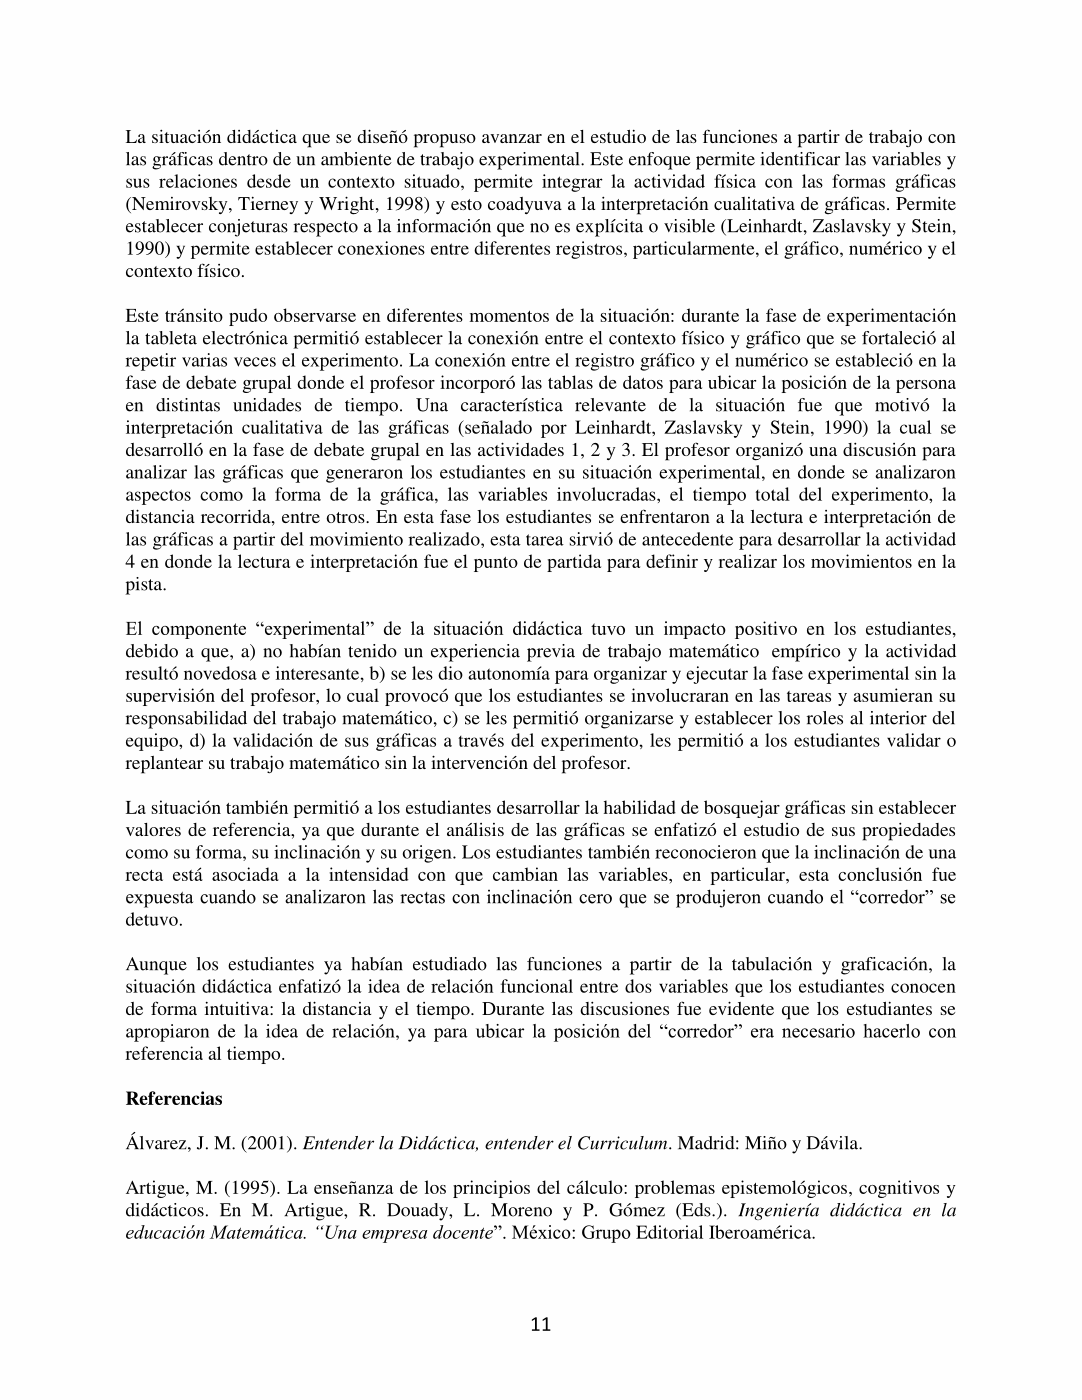 La situación didáctica que se diseñó propuso avanzar en el estudio de las funciones a partir de trabajo con
las gráficas dentro de un ambiente de trabajo experimental. Este enfoque permite identificar las variables y
sus relaciones desde un contexto situado, permite integrar la actividad física con las formas gráficas
(Nemirovsky, Tierney y Wright, 1998) y esto coadyuva a la interpretación cualitativa de gráficas. Permite
establecer conjeturas respecto a la información que no es explícita o visible (Leinhardt, Zaslavsky y Stein,
1990) y permite establecer conexiones entre diferentes registros, particularmente, el gráfico, numérico y el
contexto físico.
Este tránsito pudo observarse en diferentes momentos de la situación: durante la fase de experimentación
la tableta electrónica permitió establecer la conexión entre el contexto físico y gráfico que se fortaleció al
repetir varias veces el experimento. La conexión entre el registro gráfico y el numérico se estableció en la
fase de debate grupal donde el profesor incorporó las tablas de datos para ubicar la posición de la persona
en distintas unidades de tiempo. Una característica relevante de la situación fue que motivó la
interpretación cualitativa de las gráficas (señalado por Leinhardt, Zaslavsky y Stein, 1990) la cual se
desarrolló en la fase de debate grupal en las actividades 1, 2 y 3. El profesor organizó una discusión para
analizar las gráficas que generaron los estudiantes en su situación experimental, en donde se analizaron
aspectos como la forma de la gráfica, las variables involucradas, el tiempo total del experimento, la
distancia recorrida, entre otros. En esta fase los estudiantes se enfrentaron a la lectura e interpretación de
las gráficas a partir del movimiento realizado, esta tarea sirvió de antecedente para desarrollar la actividad
4 en donde la lectura e interpretación fue el punto de partida para definir y realizar los movimientos en la
pista.
El componente “experimental” de la situación didáctica tuvo un impacto positivo en los estudiantes,
debido a que, a) no habían tenido un experiencia previa de trabajo matemático empírico y la actividad
resultó novedosa e interesante, b) se les dio autonomía para organizar y ejecutar la fase experimental sin la
supervisión del profesor, lo cual provocó que los estudiantes se involucraran en las tareas y asumieran su
responsabilidad del trabajo matemático, c) se les permitió organizarse y establecer los roles al interior del
equipo, d) la validación de sus gráficas a través del experimento, les permitió a los estudiantes validar o
replantear su trabajo matemático sin la intervención del profesor.
La situación también permitió a los estudiantes desarrollar la habilidad de bosquejar gráficas sin establecer
valores de referencia, ya que durante el análisis de las gráficas se enfatizó el estudio de sus propiedades
como su forma, su inclinación y su origen. Los estudiantes también reconocieron que la inclinación de una
recta está asociada a la intensidad con que cambian las variables, en particular, esta conclusión fue
expuesta cuando se analizaron las rectas con inclinación cero que se produjeron cuando el “corredor” se
detuvo.
Aunque los estudiantes ya habían estudiado las funciones a partir de la tabulación y graficación, la
situación didáctica enfatizó la idea de relación funcional entre dos variables que los estudiantes conocen
de forma intuitiva: la distancia y el tiempo. Durante las discusiones fue evidente que los estudiantes se
apropiaron de la idea de relación, ya para ubicar la posición del “corredor” era necesario hacerlo con
referencia al tiempo.
Referencias
Álvarez, J. M. (2001). Entender la Didáctica, entender el Curriculum. Madrid: Miño y Dávila.
Artigue, M. (1995). La enseñanza de los principios del cálculo: problemas epistemológicos, cognitivos y
didácticos. En M. Artigue, R. Douady, L. Moreno y P. Gómez (Eds.). Ingeniería didáctica en la
educación Matemática. “Una empresa docente”. México: Grupo Editorial Iberoamérica.
11